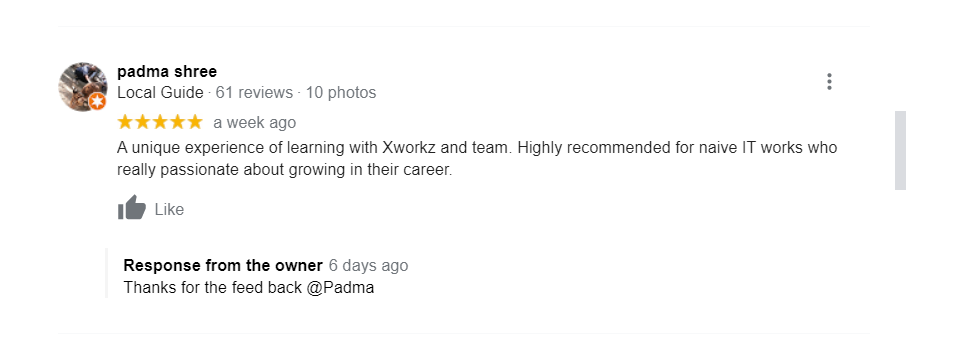 padma shree
Local Guide · 61 reviews · 10 photos
a week ago
A unique experience of learning with Xworkz and team. Highly recommended for naive IT works who
really passionate about growing in their career.
Like
Response from the owner 6 days ago
Thanks for the feed back @Padma